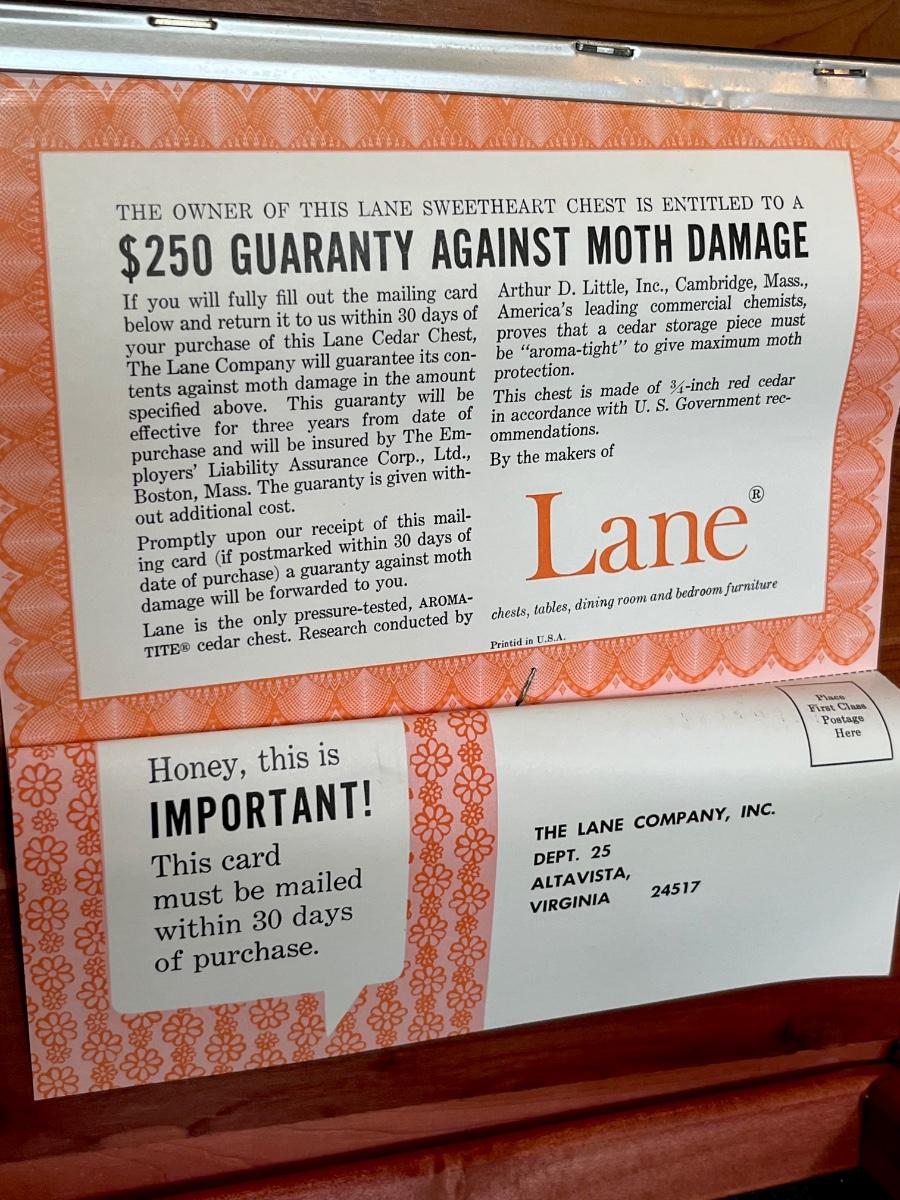 THE OWNER OF THIS LANE SWEETHEART CHEST IS ENTITLED TO A
$250 GUARANTY AGAINST MOTH DAMAGE
If you will fully fill out the mailing card
below and return it to us within 30 days of
your purchase of this Lane Cedar Chest,
The Lane Company will guarantee its con-
tents against moth damage in the amount
specified above. This guaranty will be
effective for three years from date of
purchase and will be insured by The Em-
ployers' Liability Assurance Corp., Ltd.,
Boston, Mass. The guaranty is given with-
out additional cost.
Promptly upon our receipt of this mail-
ing card (if postmarked within 30 days of
date of purchase) a guaranty against moth
damage will be forwarded to you.
Lane is the only pressure-tested, AROMA-
TITE® cedar chest. Research conducted by
Arthur D. Little, Inc., Cambridge, Mass.,
America's leading commercial chemists,
proves that a cedar storage piece must
be "aroma-tight" to give maximum moth
protection.
This chest is made of ¾-inch red cedar
in accordance with U. S. Government rec-
ommendations.
By the makers of
Lane®
chests, tables, dining room and bedroom furniture
Printed in U.S.A.
Honey, this is
IMPORTANT!
This card
must be mailed
within 30 days
of purchase.
Place
First Class
Postage
Here
THE LANE COMPANY, INC.
DEPT. 25
ALTAVISTA,
VIRGINIA 24517